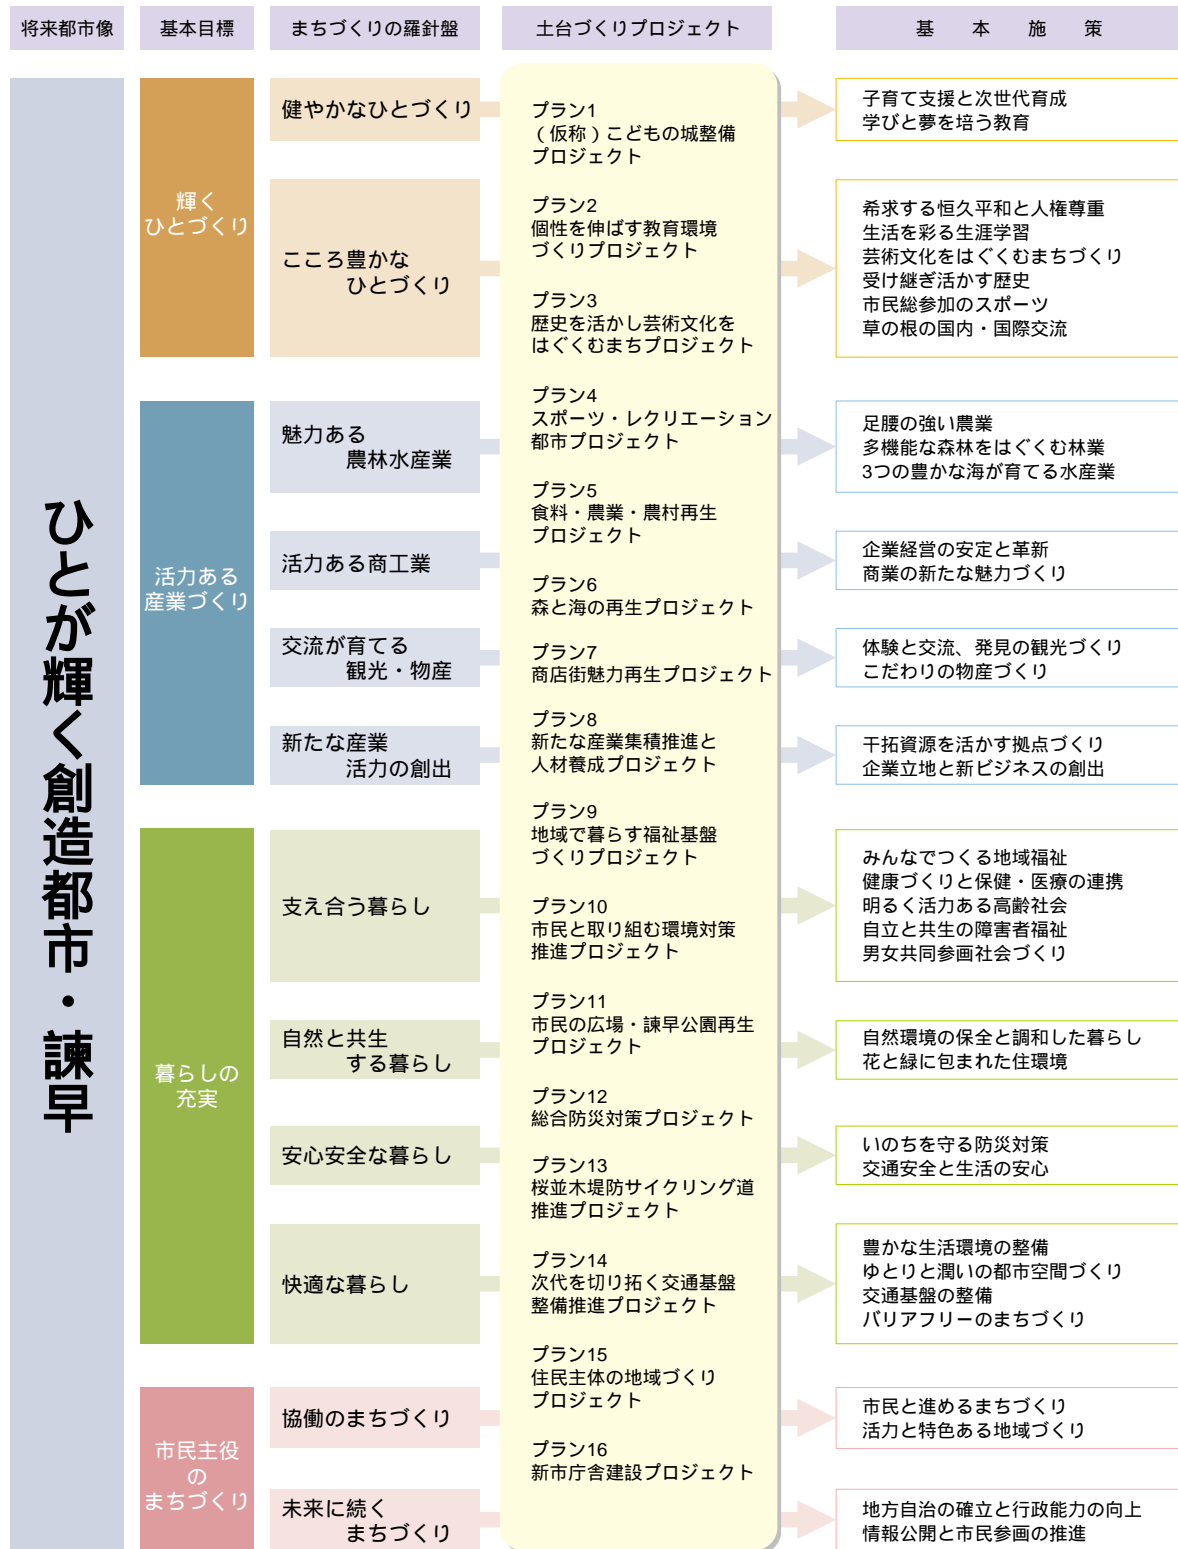 将来都市像
基本目標
まちづくりの羅針盤
土台づくりプロジェクト
基本施策
ひとが輝く創造都市・諫早
輝く
ひとづくり
健やかなひとづくり
こころ豊かな
ひとづくり
活力ある
産業づくり
魅力ある
農林水産業
活力ある商工業
交流が育てる
観光・物産
新たな産業
活力の創出
暮らしの
充実
支え合う暮らし
自然と共生
する暮らし
安心安全な暮らし
快適な暮らし
市民主役
の
まちづくり
協働のまちづくり
未来に続く
まちづくり
プラン1
(仮称)こどもの城整備
プロジェクト
プラン2
個性を伸ばす教育環境
づくりプロジェクト
プラン3
歴史を活かし芸術文化を
はぐくむまちプロジェクト
プラン4
スポーツ・レクリエーション
都市プロジェクト
プラン5
食料・農業・農村再生
プロジェクト
プラン6
森と海の再生プロジェクト
プラン7
商店街魅力再生プロジェクト
プラン8
新たな産業集積推進と
人材養成プロジェクト
プラン9
地域で暮らす福祉基盤
づくりプロジェクト
プラン10
市民と取り組む環境対策
推進プロジェクト
プラン11
市民の広場・諫早公園再生
プロジェクト
プラン12
総合防災対策プロジェクト
プラン13
桜並木堤防サイクリング道
推進プロジェクト
プラン14
次代を切り拓く交通基盤
整備推進プロジェクト
プラン15
住民主体の地域づくり
プロジェクト
プラン16
新市庁舎建設プロジェクト
子育て支援と次世代育成
学びと夢を培う教育
希求する恒久平和と人権尊重
生活を彩る生涯学習
芸術文化をはぐくむまちづくり
受け継ぎ活かす歴史
市民総参加のスポーツ
草の根の国内・国際交流
足腰の強い農業
多機能な森林をはぐくむ林業
3つの豊かな海が育てる水産業
企業経営の安定と革新
商業の新たな魅力づくり
体験と交流、発見の観光づくり
こだわりの物産づくり
干拓資源を活かす拠点づくり
企業立地と新ビジネスの創出
みんなでつくる地域福祉
健康づくりと保健・医療の連携
明るく活力ある高齢社会
自立と共生の障害者福祉
男女共同参画社会づくり
自然環境の保全と調和した暮らし
花と緑に包まれた住環境
いのちを守る防災対策
交通安全と生活の安心
豊かな生活環境の整備
ゆとりと潤いの都市空間づくり
交通基盤の整備
バリアフリーのまちづくり
市民と進めるまちづくり
活力と特色ある地域づくり
地方自治の確立と行政能力の向上
情報公開と市民参画の推進